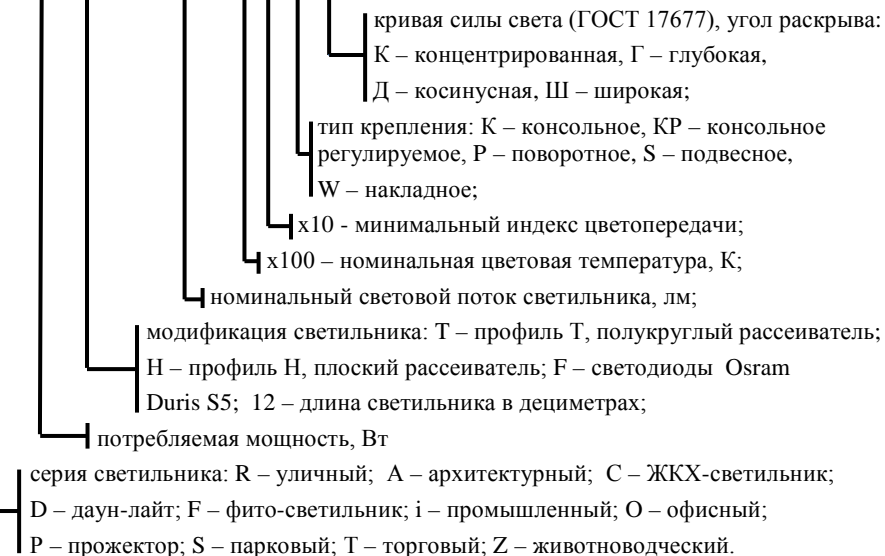 кривая силы света (ГОСТ 17677), угол раскрыва:
К – концентрированная, Г – глубокая,
Д – косинусная, Ш – широкая;
тип крепления: К – консольное, КР – консольное
регулируемое, Р – поворотное, S – подвесное,
W – накладное;
х10 - минимальный индекс цветопередачи;
х100 – номинальная цветовая температура, К;
номинальный световой поток светильника, лм;
модификация светильника: Т – профиль Т, полукруглый рассеиватель;
Н – профиль Н, плоский рассеиватель; F – светодиоды Osram
Duris S5; 12 – длина светильника в дециметрах;
потребляемая мощность, Вт
серия светильника: R – уличный; А – архитектурный; С – ЖКХ-светильник;
D – даун-лайт; F – фито-светильник; i – промышленный; О – офисный;
Р – прожектор; S – парковый; Т – торговый; Z – животноводческий.